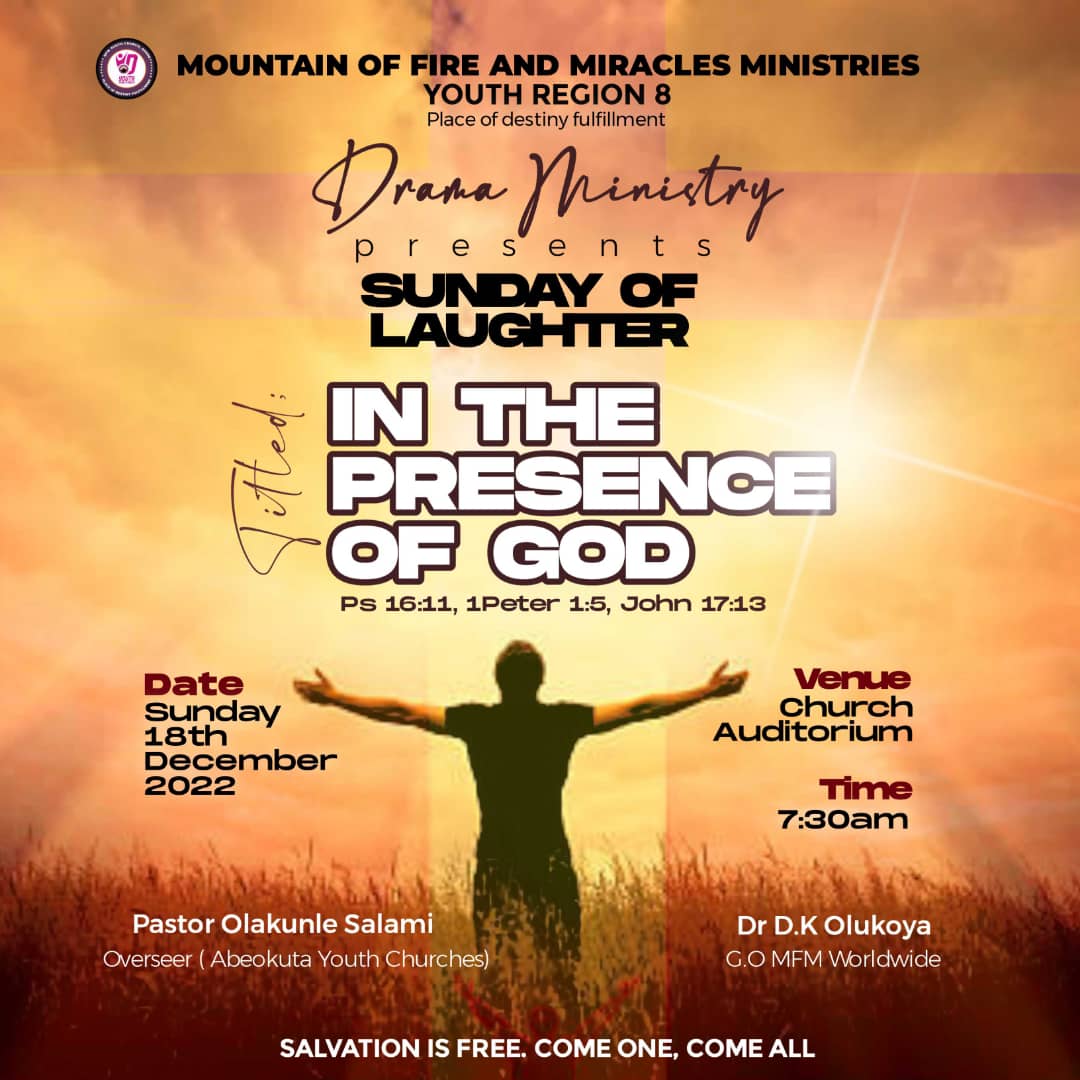 MOUNTAIN OF FIRE AND MIRACLES MINISTRIES
YOUTH REGION 8
Place of destiny fulfillment
Drama Ministry
presents
SUNDAY OF
LAUGHTER
Titled;
IN THE
PRESENCE
OF GOD
Ps 16:11, 1Peter 1:5, John 17:13
Date
Sunday
18th
December
2022
Venue
Church
Auditorium
Time
7:30am
Pastor Olakunle Salami
Overseer ( Abeokuta Youth Churches)
Dr D.K Olukoya
G.O MFM Worldwide
SALVATION IS FREE. COME ONE, COME ALL